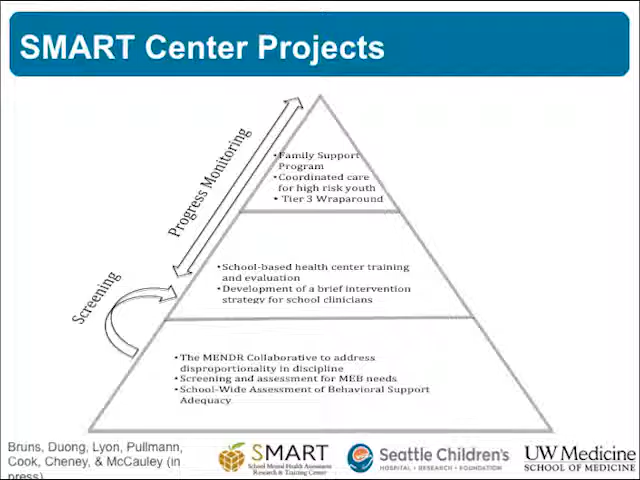 SMART Center Projects
Progress Monitoring
Screening
•Family Support
Program
•Coordinated care
for high risk youth
• Tier 3 Wraparound
•School-based health center training
and evaluation
•Development of a brief intervention
strategy for school clinicians
•The MENDR Collaborative to address
disproportionality in discipline
•Screening and assessment for MEB needs
•School-Wide Assessment of Behavioral Support
Adequacy
Bruns, Duong, Lyon, Pullmann,
Cook, Cheney, & McCauley (in
press)
SMART
School Mental Health Assessment
Research & Training Center
Seattle Children's
HOSPITAL • RESEARCH • FOUNDATION
UW Medicine
SCHOOL OF MEDICINE